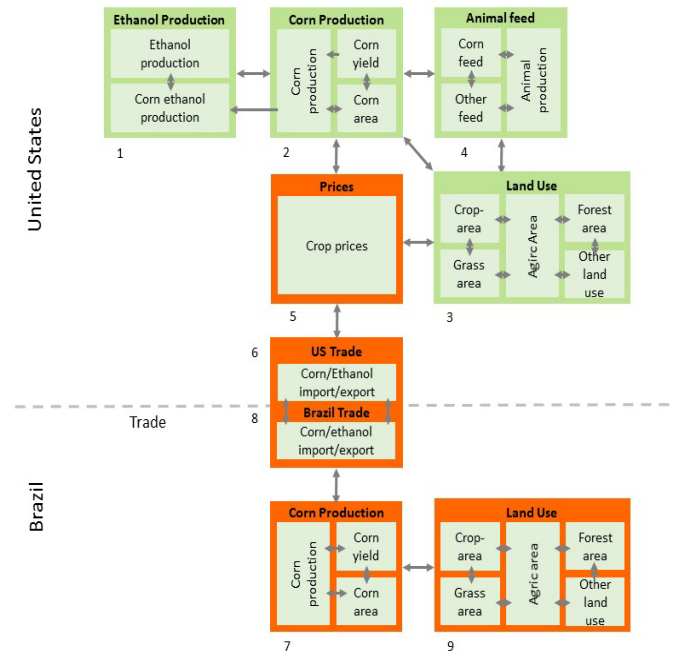 Ethanol Production
Corn Production
Animal feed
Ethanol
production
Corn ethanol
production
Corn
production
Corn
yield
Corn
area
Corn
feed
Other
feed
Animal
production
1
2
4
United States
Prices
Crop prices
5
Land Use
Crop-
area
Grass
area
Agirc Area
Forest
area
Other
land
use
3
6
US Trade
Corn/Ethanol
import/export
Trade
8
Brazil Trade
Corn/ethanol
import/export
Brazil
Corn Production
Corn
production
Corn
yield
Corn
area
7
Land Use
Crop-
area
Grass
area
Agric area
Forest
area
Other
land
use
9